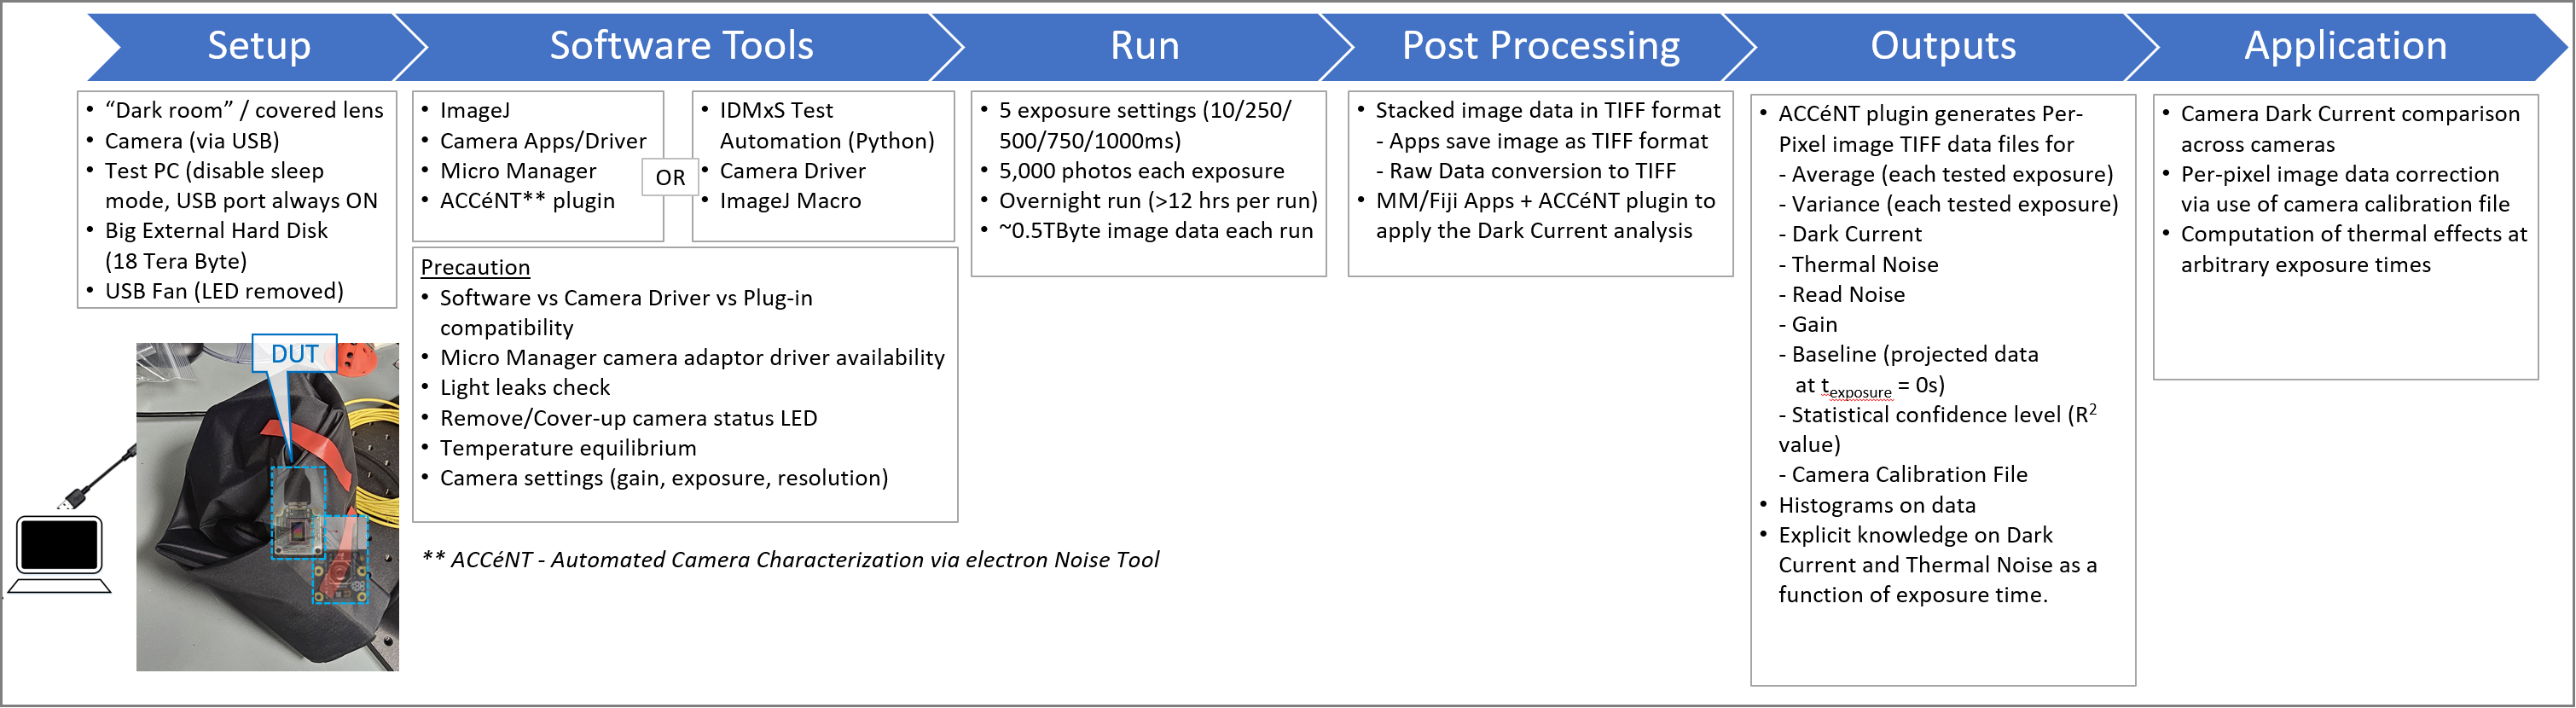 Setup
Software Tools
Run
Post Processing
Outputs
Application
• “Dark room” / covered lens
• Camera (via USB)
• Test PC (disable sleep
mode, USB port always ON
• Big External Hard Disk
(18 Tera Byte)
• USB Fan (LED removed)
DUT
• ImageJ
• Camera Apps/Driver
• Micro Manager
• ACCéNT** plugin
OR
• IDMxS Test
Automation (Python)
• Camera Driver
• ImageJ Macro
Precaution
• Software vs Camera Driver vs Plug-in
compatibility
• Micro Manager camera adaptor driver availability
• Light leaks check
• Remove/Cover-up camera status LED
• Temperature equilibrium
• Camera settings (gain, exposure, resolution)
** ACCéNT - Automated Camera Characterization via electron Noise Tool
• 5 exposure settings (10/250/
500/750/1000ms)
• 5,000 photos each exposure
• Overnight run (>12 hrs per run)
• ~0.5TByte image data each run
• Stacked image data in TIFF format
- Apps save image as TIFF format
- Raw Data conversion to TIFF
• MM/Fiji Apps + ACCéNT plugin to
apply the Dark Current analysis
• ACCéNT plugin generates Per-
Pixel image TIFF data files for
- Average (each tested exposure)
- Variance (each tested exposure)
- Dark Current
- Thermal Noise
- Read Noise
- Gain
- Baseline (projected data
at texposure = 0s)
- Statistical confidence level (R2
value)
- Camera Calibration File
• Histograms on data
• Explicit knowledge on Dark
Current and Thermal Noise as a
function of exposure time.
• Camera Dark Current comparison
across cameras
• Per-pixel image data correction
via use of camera calibration file
• Computation of thermal effects at
arbitrary exposure times